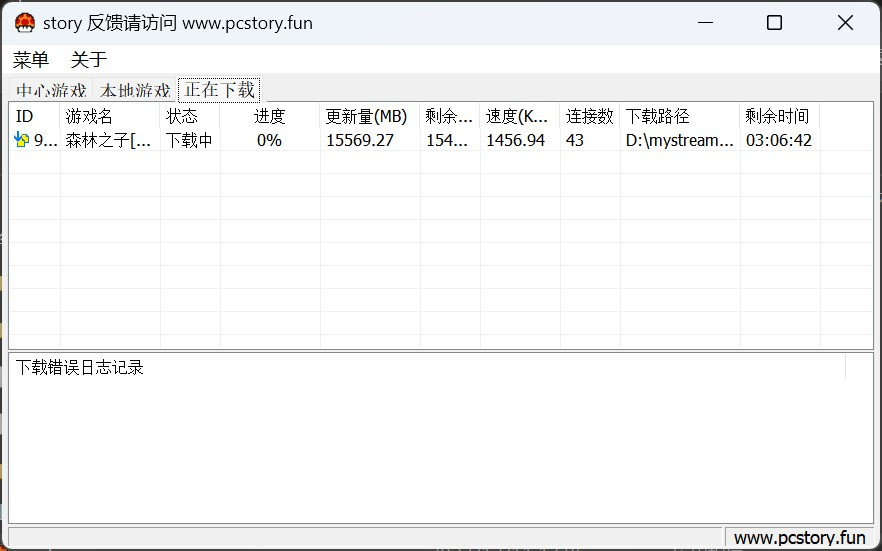 story 反馈请访问 www.pcstory.fun
菜单 关于
中心游戏 本地游戏 正在下载
ID 游戏名 状态 进度 更新量(MB) 剩余... 速度(K... 连接数 下载路径 剩余时间
9... 森林之子[... 下载中 0% 15569.27 154... 1456.94 43 D:\mystream... 03:06:42
下载错误日志记录
www.pcstory.fun